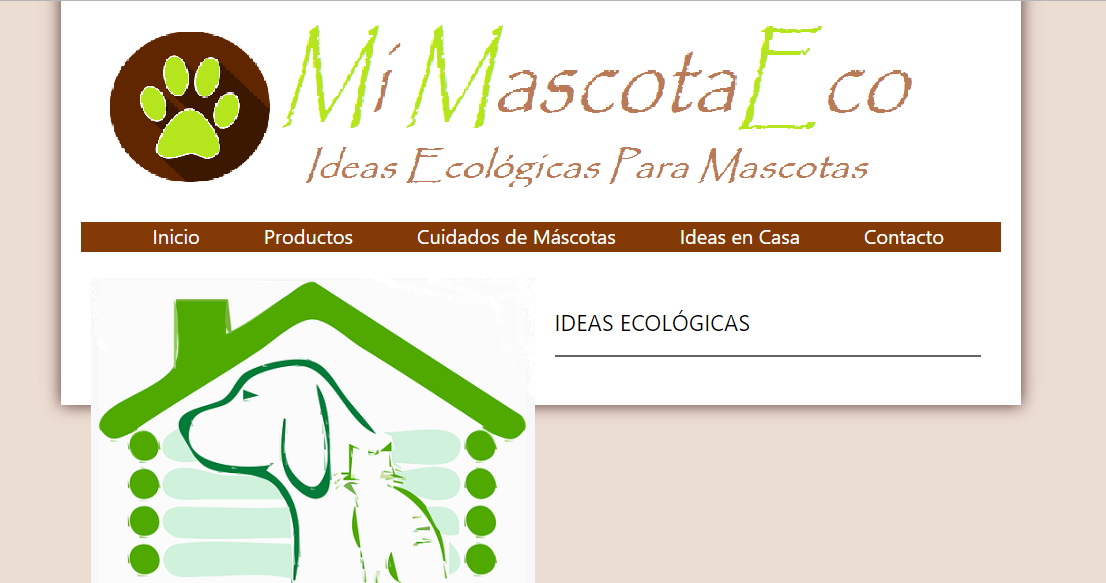 Mi MascotaEco
Ideas Ecológicas Para Mascotas
Inicio Productos Cuidados de Máscotas Ideas en Casa Contacto
IDEAS ECOLÓGICAS